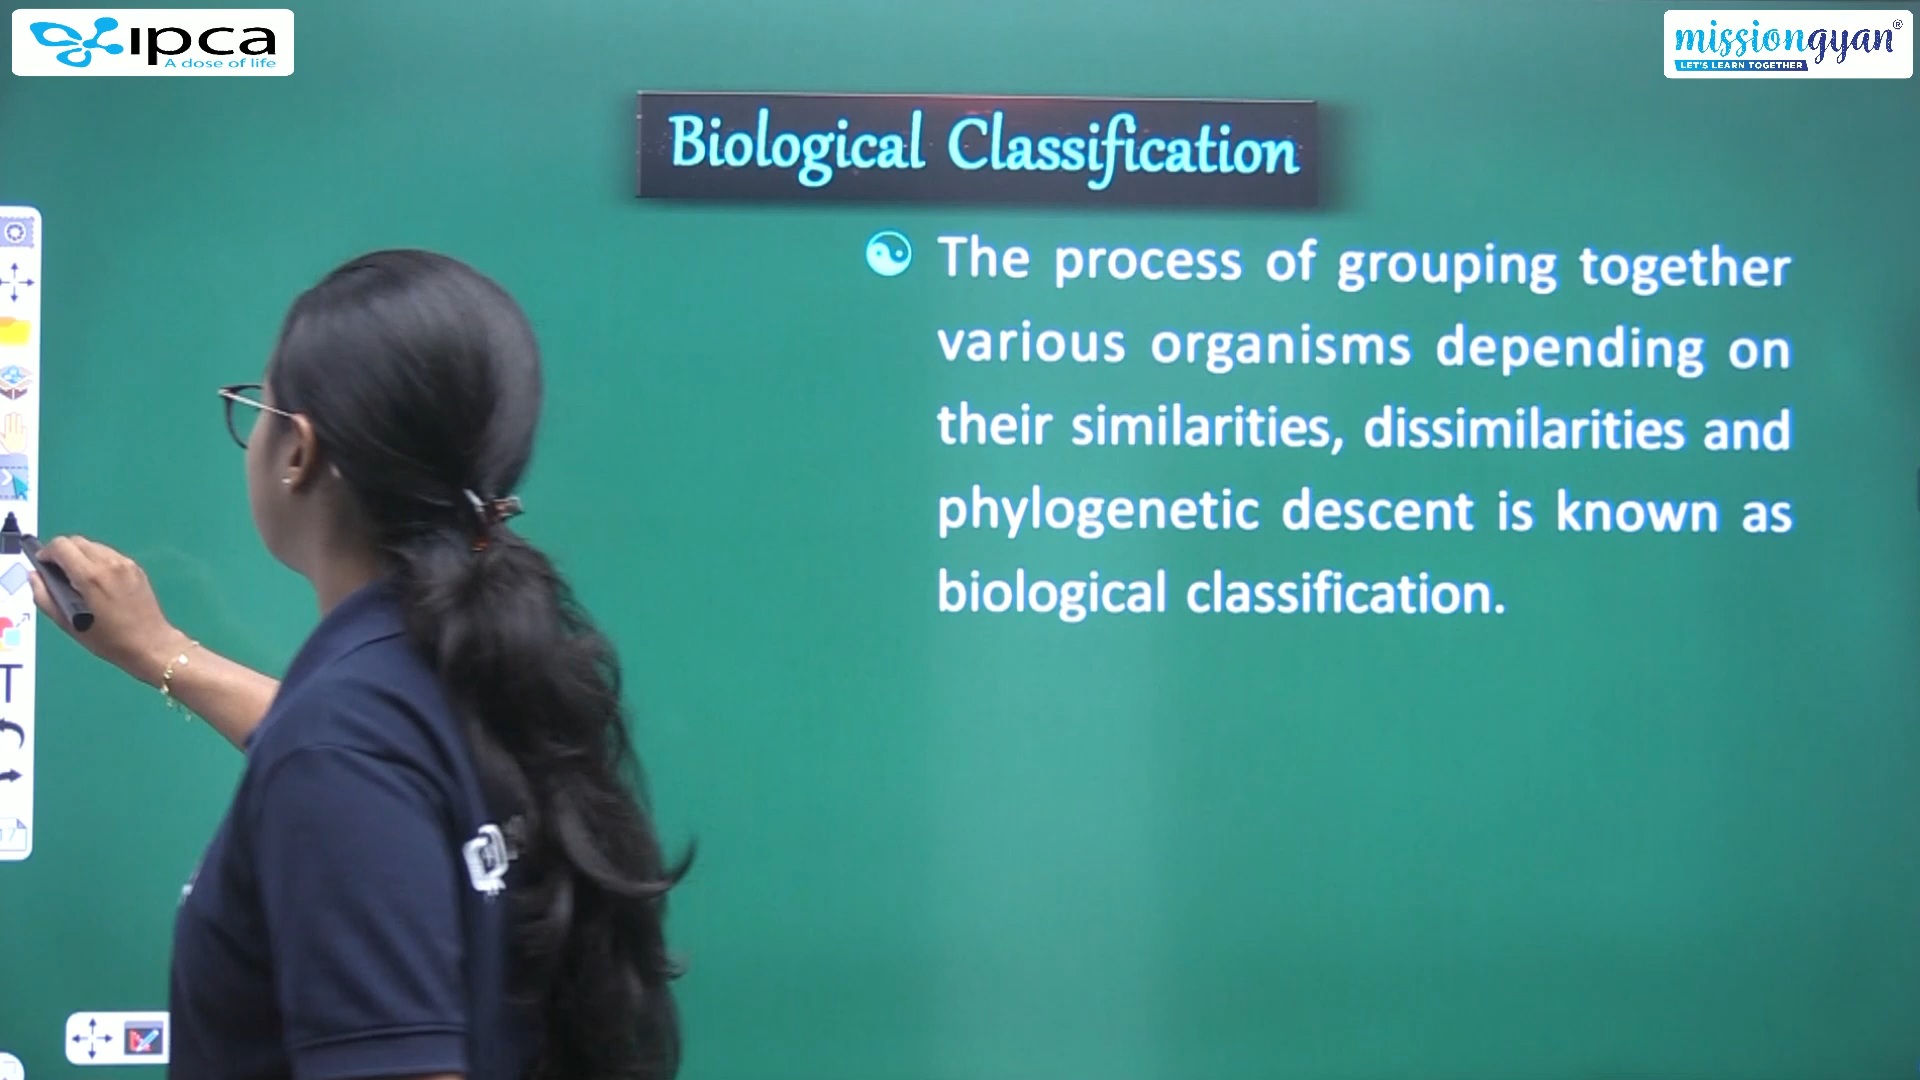 ipca
A dose of life
missiongyan®
LET'S LEARN TOGETHER
Biological Classification
The process of grouping together
various organisms depending on
their similarities, dissimilarities and
phylogenetic descent is known as
biological classification.
T